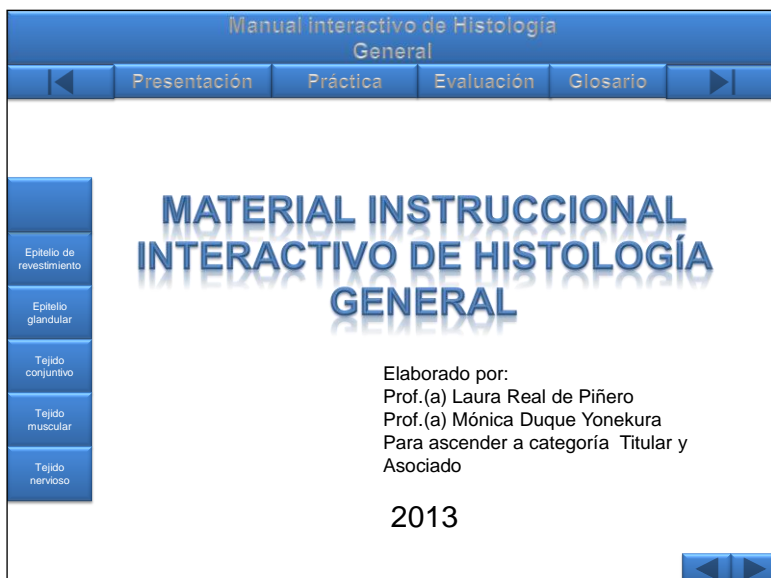 Manual interactivo de Histología
General
Presentación Práctica Evaluación Glosario
MATERIAL INSTRUCCIONAL
INTERACTIVO DE HISTOLOGÍA
GENERAL
Epitelio de
revestimiento
Epitelio
glandular
Tejido
conjuntivo
Tejido
muscular
Tejido
nervioso
Elaborado por:
Prof.(a) Laura Real de Piñero
Prof.(a) Mónica Duque Yonekura
Para ascender a categoría  Titular y
Asociado
2013